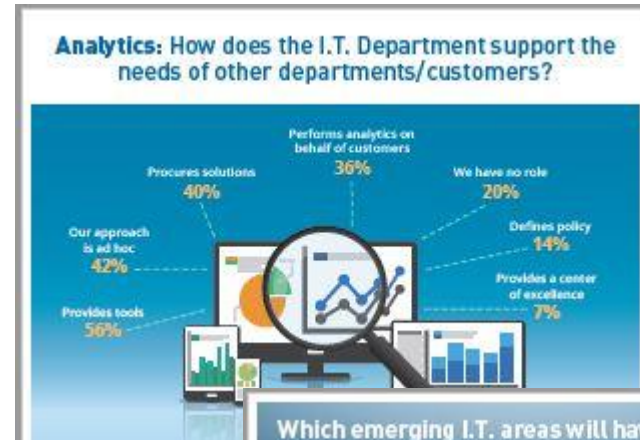 Analytics: How does the I.T. Department support the
needs of other departments/customers?
Performs analytics on
behalf of customers
36%
Procures solutions
40%
We have no role
20%
Our approach
is ad hoc
42%
Defines policy
14%
Provides tools
56%
Provides a center
of excellence
7%
Which emerging I.T. areas will